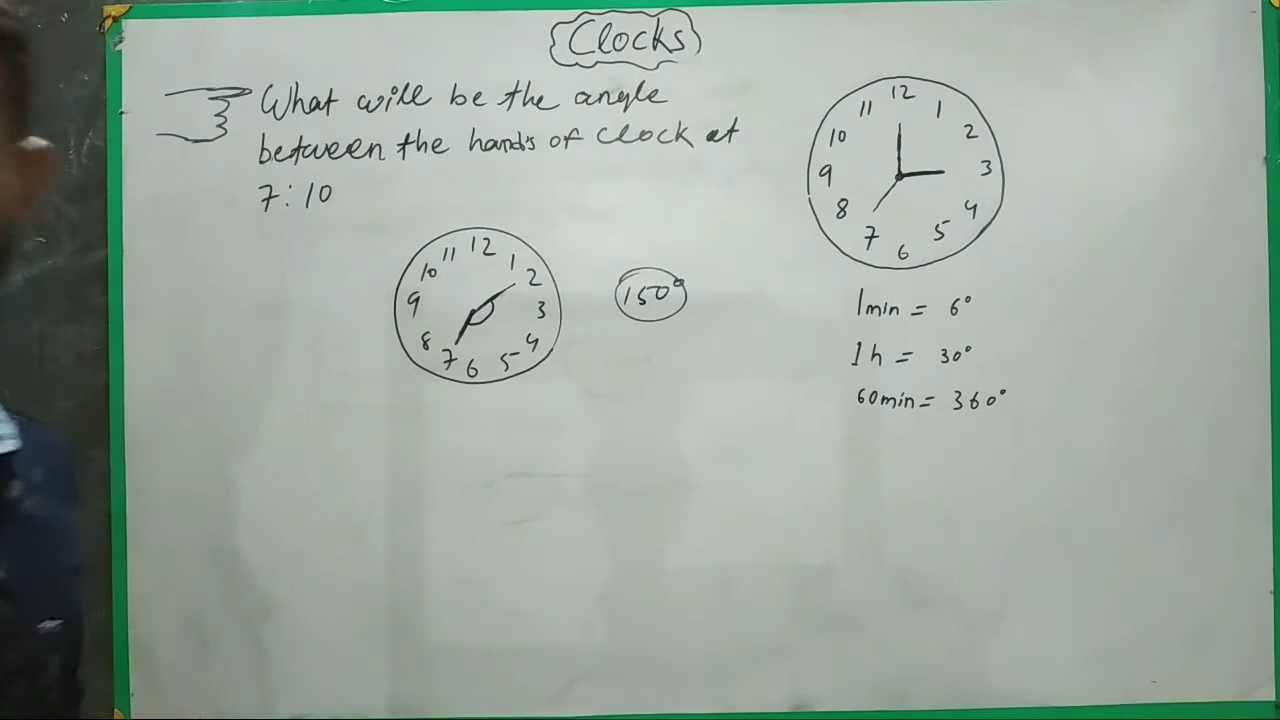 Clocks
What will be the angle
between the hands of clock at
7:10
12
11 1
10 2
9 3
8 4
7 5
6
150°
12
11 1
10 2
9 3
8 4
7 5
6
1min = 6°
1h = 30°
60min = 360°